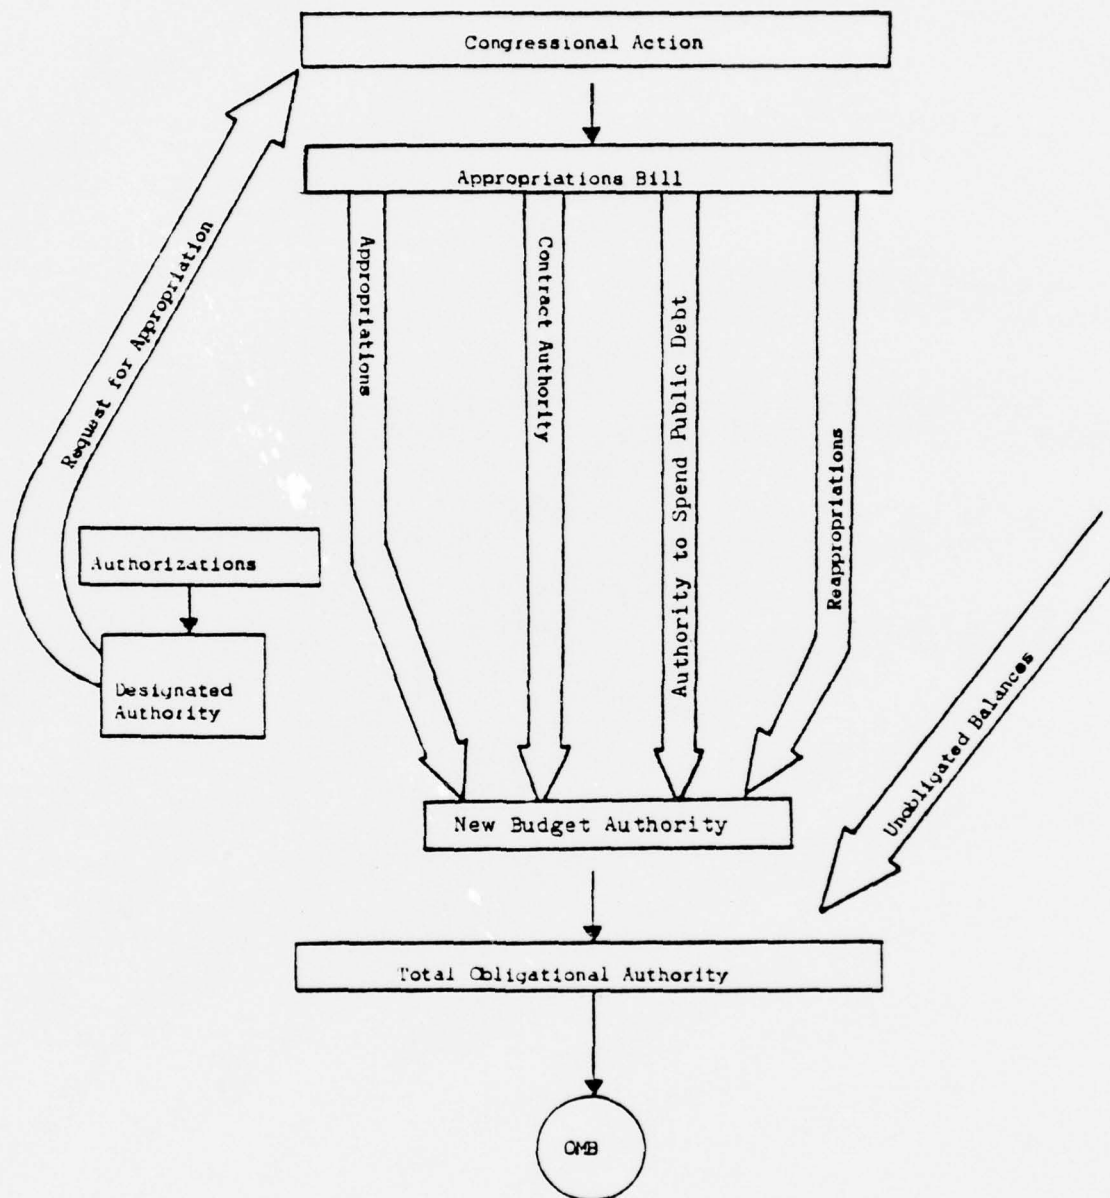 Congressional Action
Appropriations Bill
Request for Appropriation
Appropriations
Contract Authority
Authority to Spend Public Debt
Reappropriations
Authorizations
Designated
Authority
Unobligated Balances
New Budget Authority
Total Obligational Authority
OMB